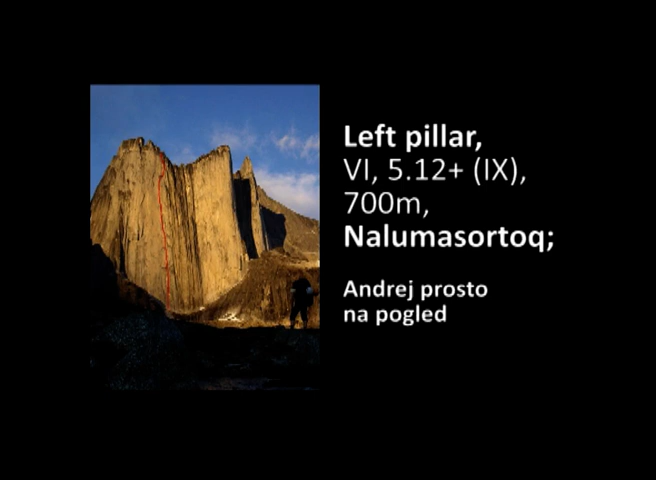 Left pillar,
VI, 5.12+ (IX),
700m,
Nalumasortoq;
Andrej prosto
na pogled